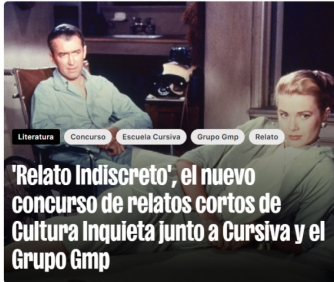 Literatura Concurso Escuela Cursiva Grupo Gmp Relato
'Relato Indiscreto', el nuevo
concurso de relatos cortos de
Cultura Inquieta junto a Cursiva y el
Grupo Gmp